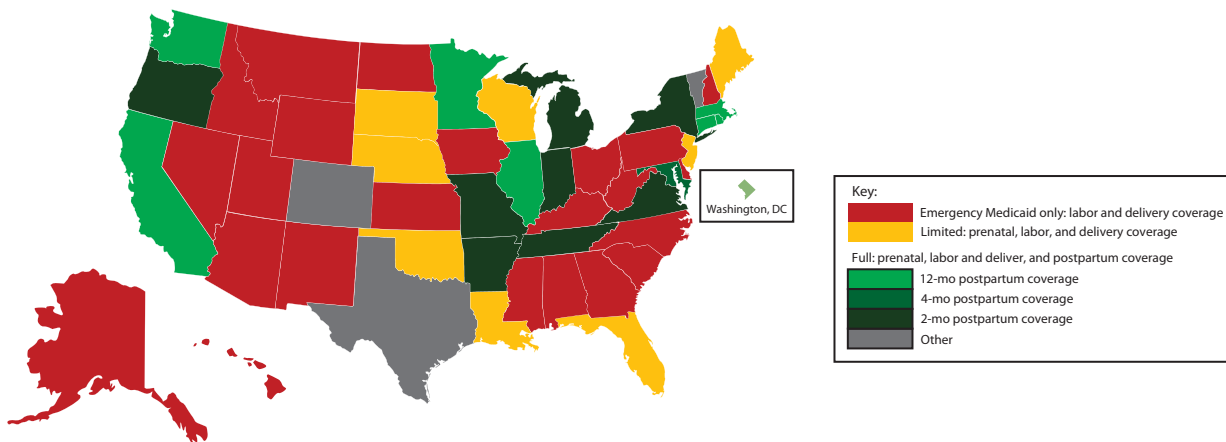 Washington, DC
Key:
Emergency Medicaid only: labor and delivery coverage
Limited: prenatal, labor, and delivery coverage
Full: prenatal, labor and deliver, and postpartum coverage
12-mo postpartum coverage
4-mo postpartum coverage
2-mo postpartum coverage
Other